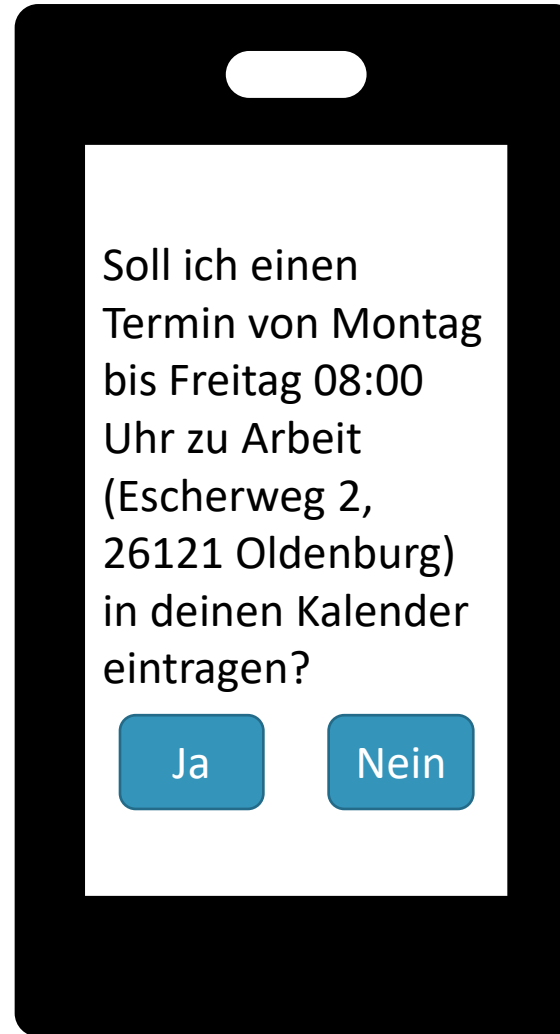 Soll ich einen
Termin von Montag
bis Freitag 08:00
Uhr zu Arbeit
(Escherweg 2,
26121 Oldenburg)
in deinen Kalender
eintragen?
Ja Nein